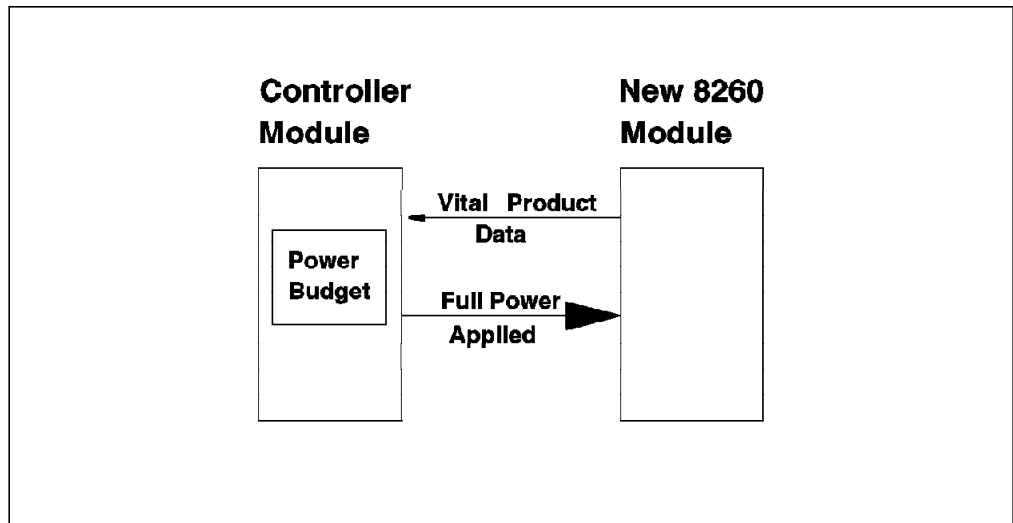 Controller
Module
New 8260
Module
Vital Product
Data
Power
Budget
Full Power
Applied